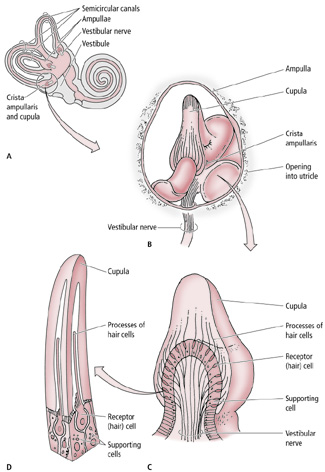 Semicircular canals
Ampullae
Vestibular nerve
Vestibule
Crista
ampullaris
and cupula
A
Ampulla
Cupula
Crista
ampullaris
Opening
into utricle
Vestibular nerve
B
Cupula
Processes of
hair cells
Receptor
(hair) cell
Supporting
cells
D
Cupula
Processes of
hair cells
Receptor
(hair) cell
Supporting
cell
Vestibular
nerve
C